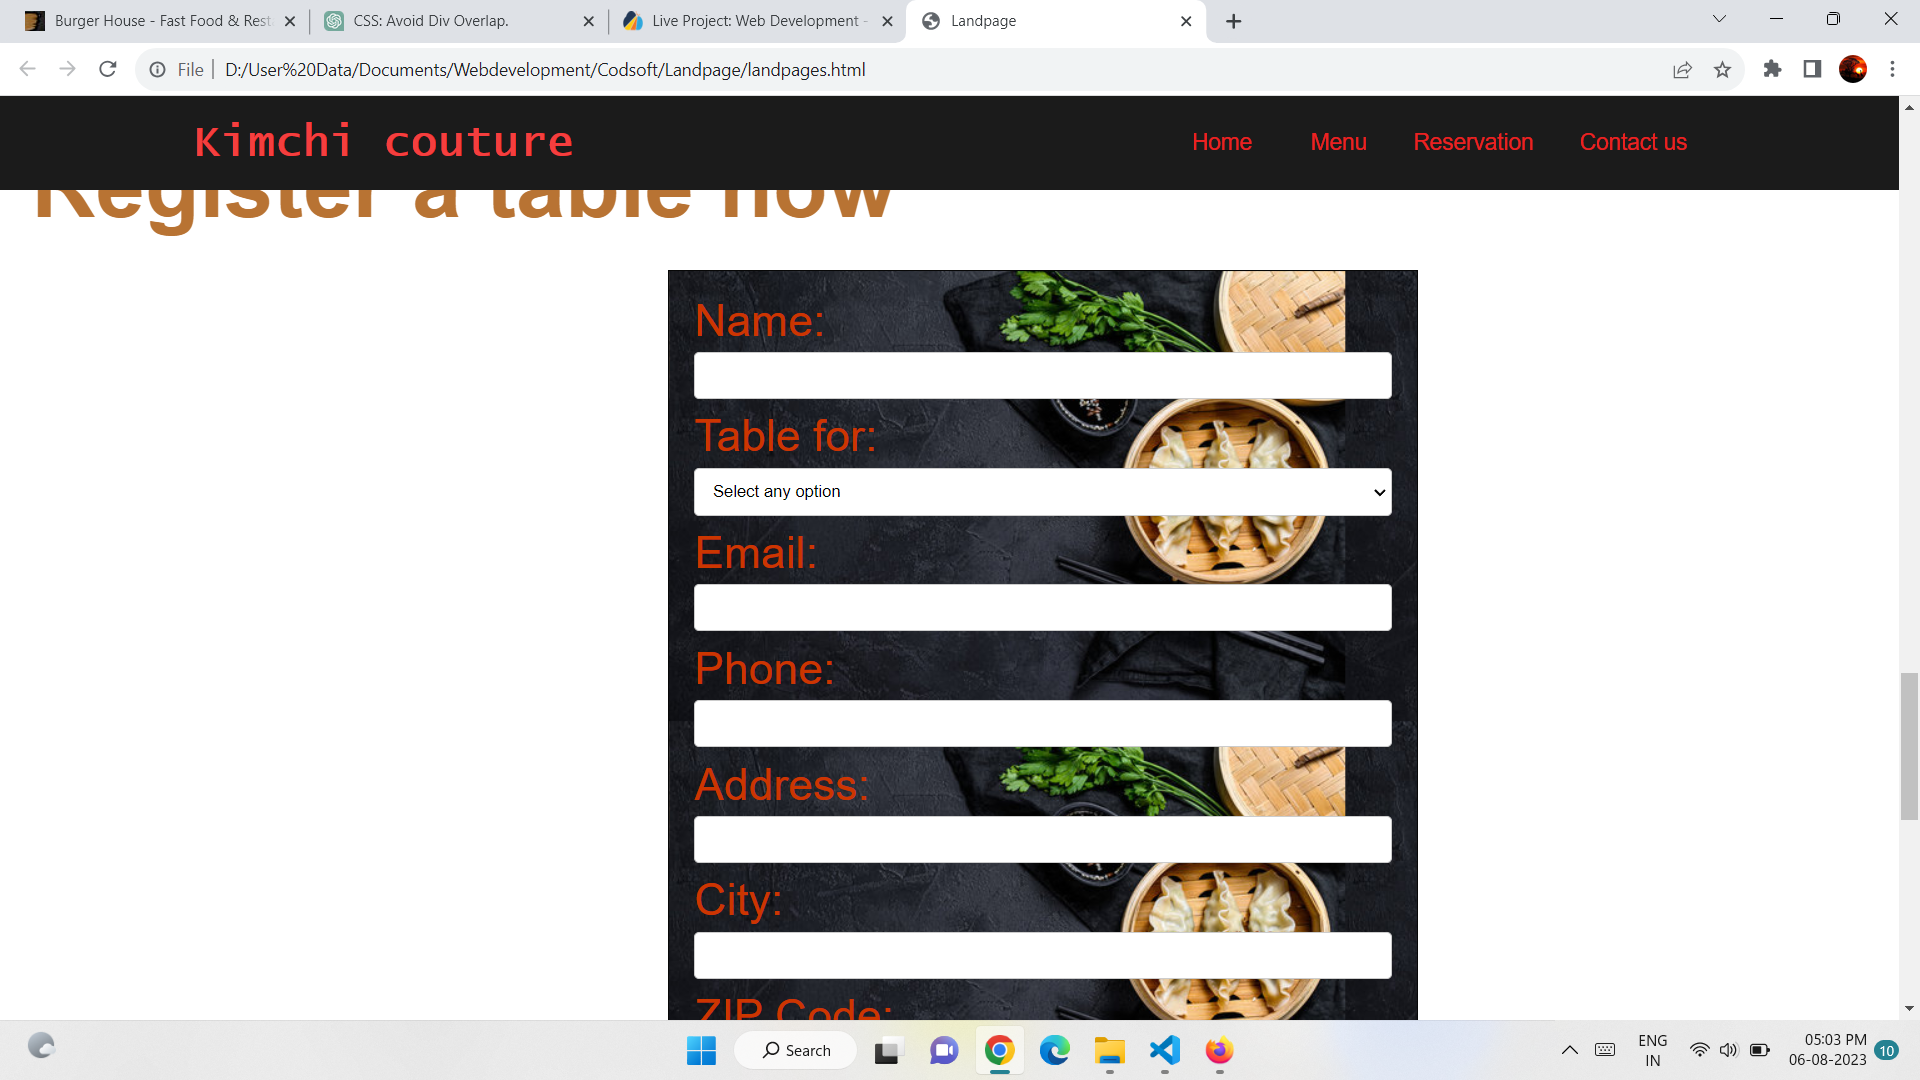 Burger House - Fast Food & Rest
CSS: Avoid Div Overlap.
Live Project: Web Development -
Landpage
File
D:/User%20Data/Documents/Webdevelopment/Codsoft/Landpage/landpages.html
Kimchi couture
Home Menu Reservation Contact us
Register a table now
Name:
Table for:
Select any option
Email:
Phone:
Address:
City:
ZIP Code:
Search
ENG
IN
05:03 PM
06-08-2023
10